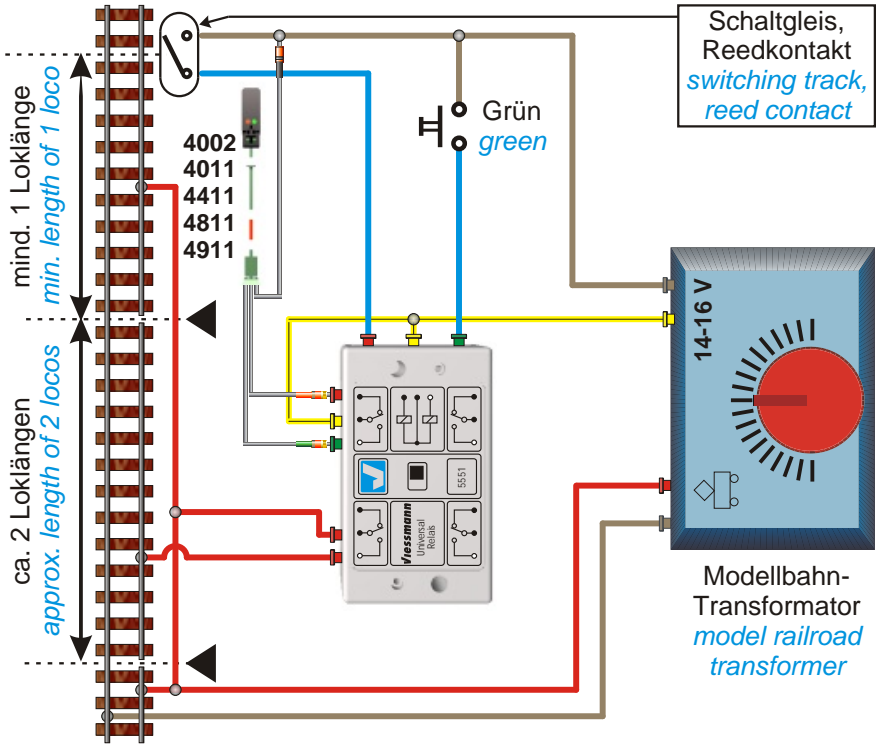 Schaltgleis,
Reedkontakt
switching track,
reed contact
Grün
green
4002
4011
4411
4811
4911
mind. 1 Loklänge
min. length of 1 loco
ca. 2 Loklängen
approx. length of 2 locos
14-16 V
5551
viessmann
Universal
Relais
Modellbahn-
Transformator
model railroad
transformer